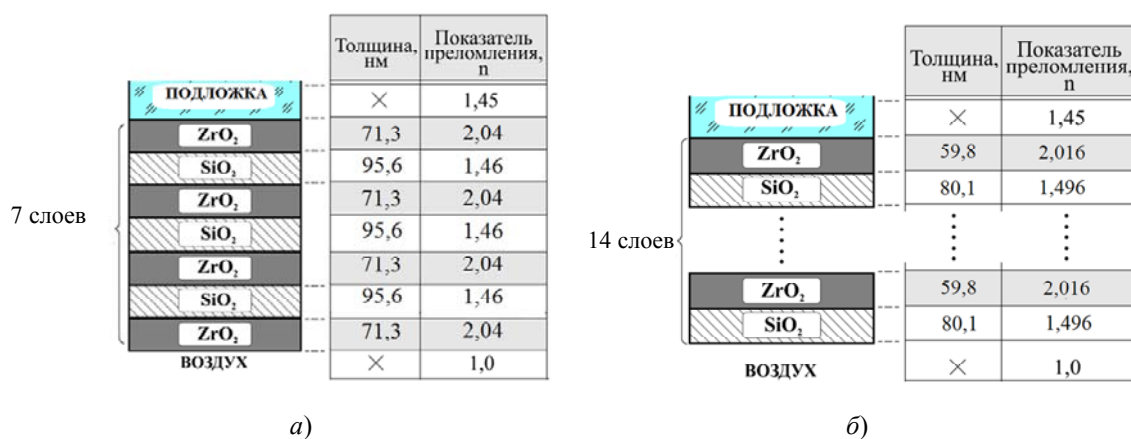 Толщина, нм Показатель преломления, n
ПОДЛОЖКА × 1,45
ZrO₂ 71,3 2,04
SiO₂ 95,6 1,46
ZrO₂ 71,3 2,04
7 слоев
SiO₂ 95,6 1,46
ZrO₂ 71,3 2,04
SiO₂ 95,6 1,46
ZrO₂ 71,3 2,04
ВОЗДУХ × 1,0
а)
Толщина, нм Показатель преломления, n
ПОДЛОЖКА × 1,45
ZrO₂ 59,8 2,016
SiO₂ 80,1 1,496
14 слоев
ZrO₂ 59,8 2,016
SiO₂ 80,1 1,496
ВОЗДУХ × 1,0
б)